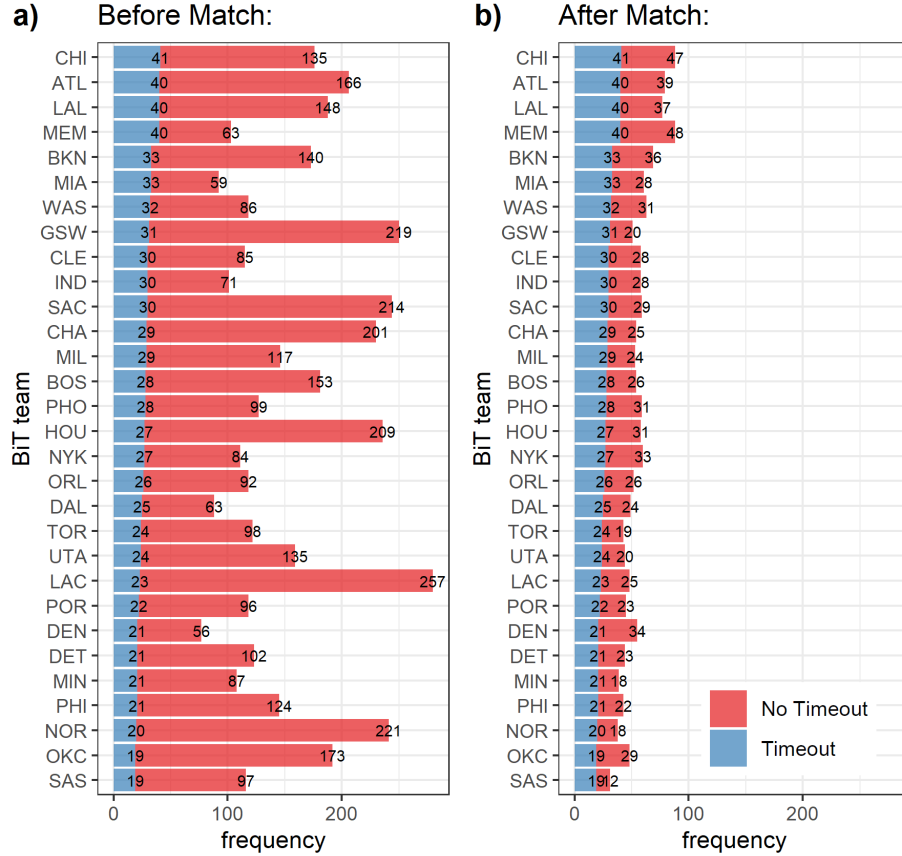 a) Before Match:
b) After Match:
BiT team
CHI 41 135
ATL 40 166
LAL 40 148
MEM 40 63
BKN 33 140
MIA 33 59
WAS 32 86
GSW 31 219
CLE 30 85
IND 30 71
SAC 30 214
CHA 29 201
MIL 29 117
BOS 28 153
PHO 28 99
HOU 27 209
NYK 27 84
ORL 26 92
DAL 25 63
TOR 24 98
UTA 24 135
LAC 23 257
POR 22 96
DEN 21 56
DET 21 102
MIN 21 87
PHI 21 124
NOR 20 221
OKC 19 173
SAS 19 97
0 100 200
frequency
BiT team
CHI 41 47
ATL 40 39
LAL 40 37
MEM 40 48
BKN 33 36
MIA 33 28
WAS 32 31
GSW 31 20
CLE 30 28
IND 30 28
SAC 30 29
CHA 29 25
MIL 29 24
BOS 28 26
PHO 28 31
HOU 27 31
NYK 27 33
ORL 26 26
DAL 25 24
TOR 24 19
UTA 24 20
LAC 23 25
POR 22 23
DEN 21 34
DET 21 23
MIN 21 18
PHI 21 22
NOR 20 18
OKC 19 29
SAS 19 12
No Timeout
Timeout
0 100 200
frequency